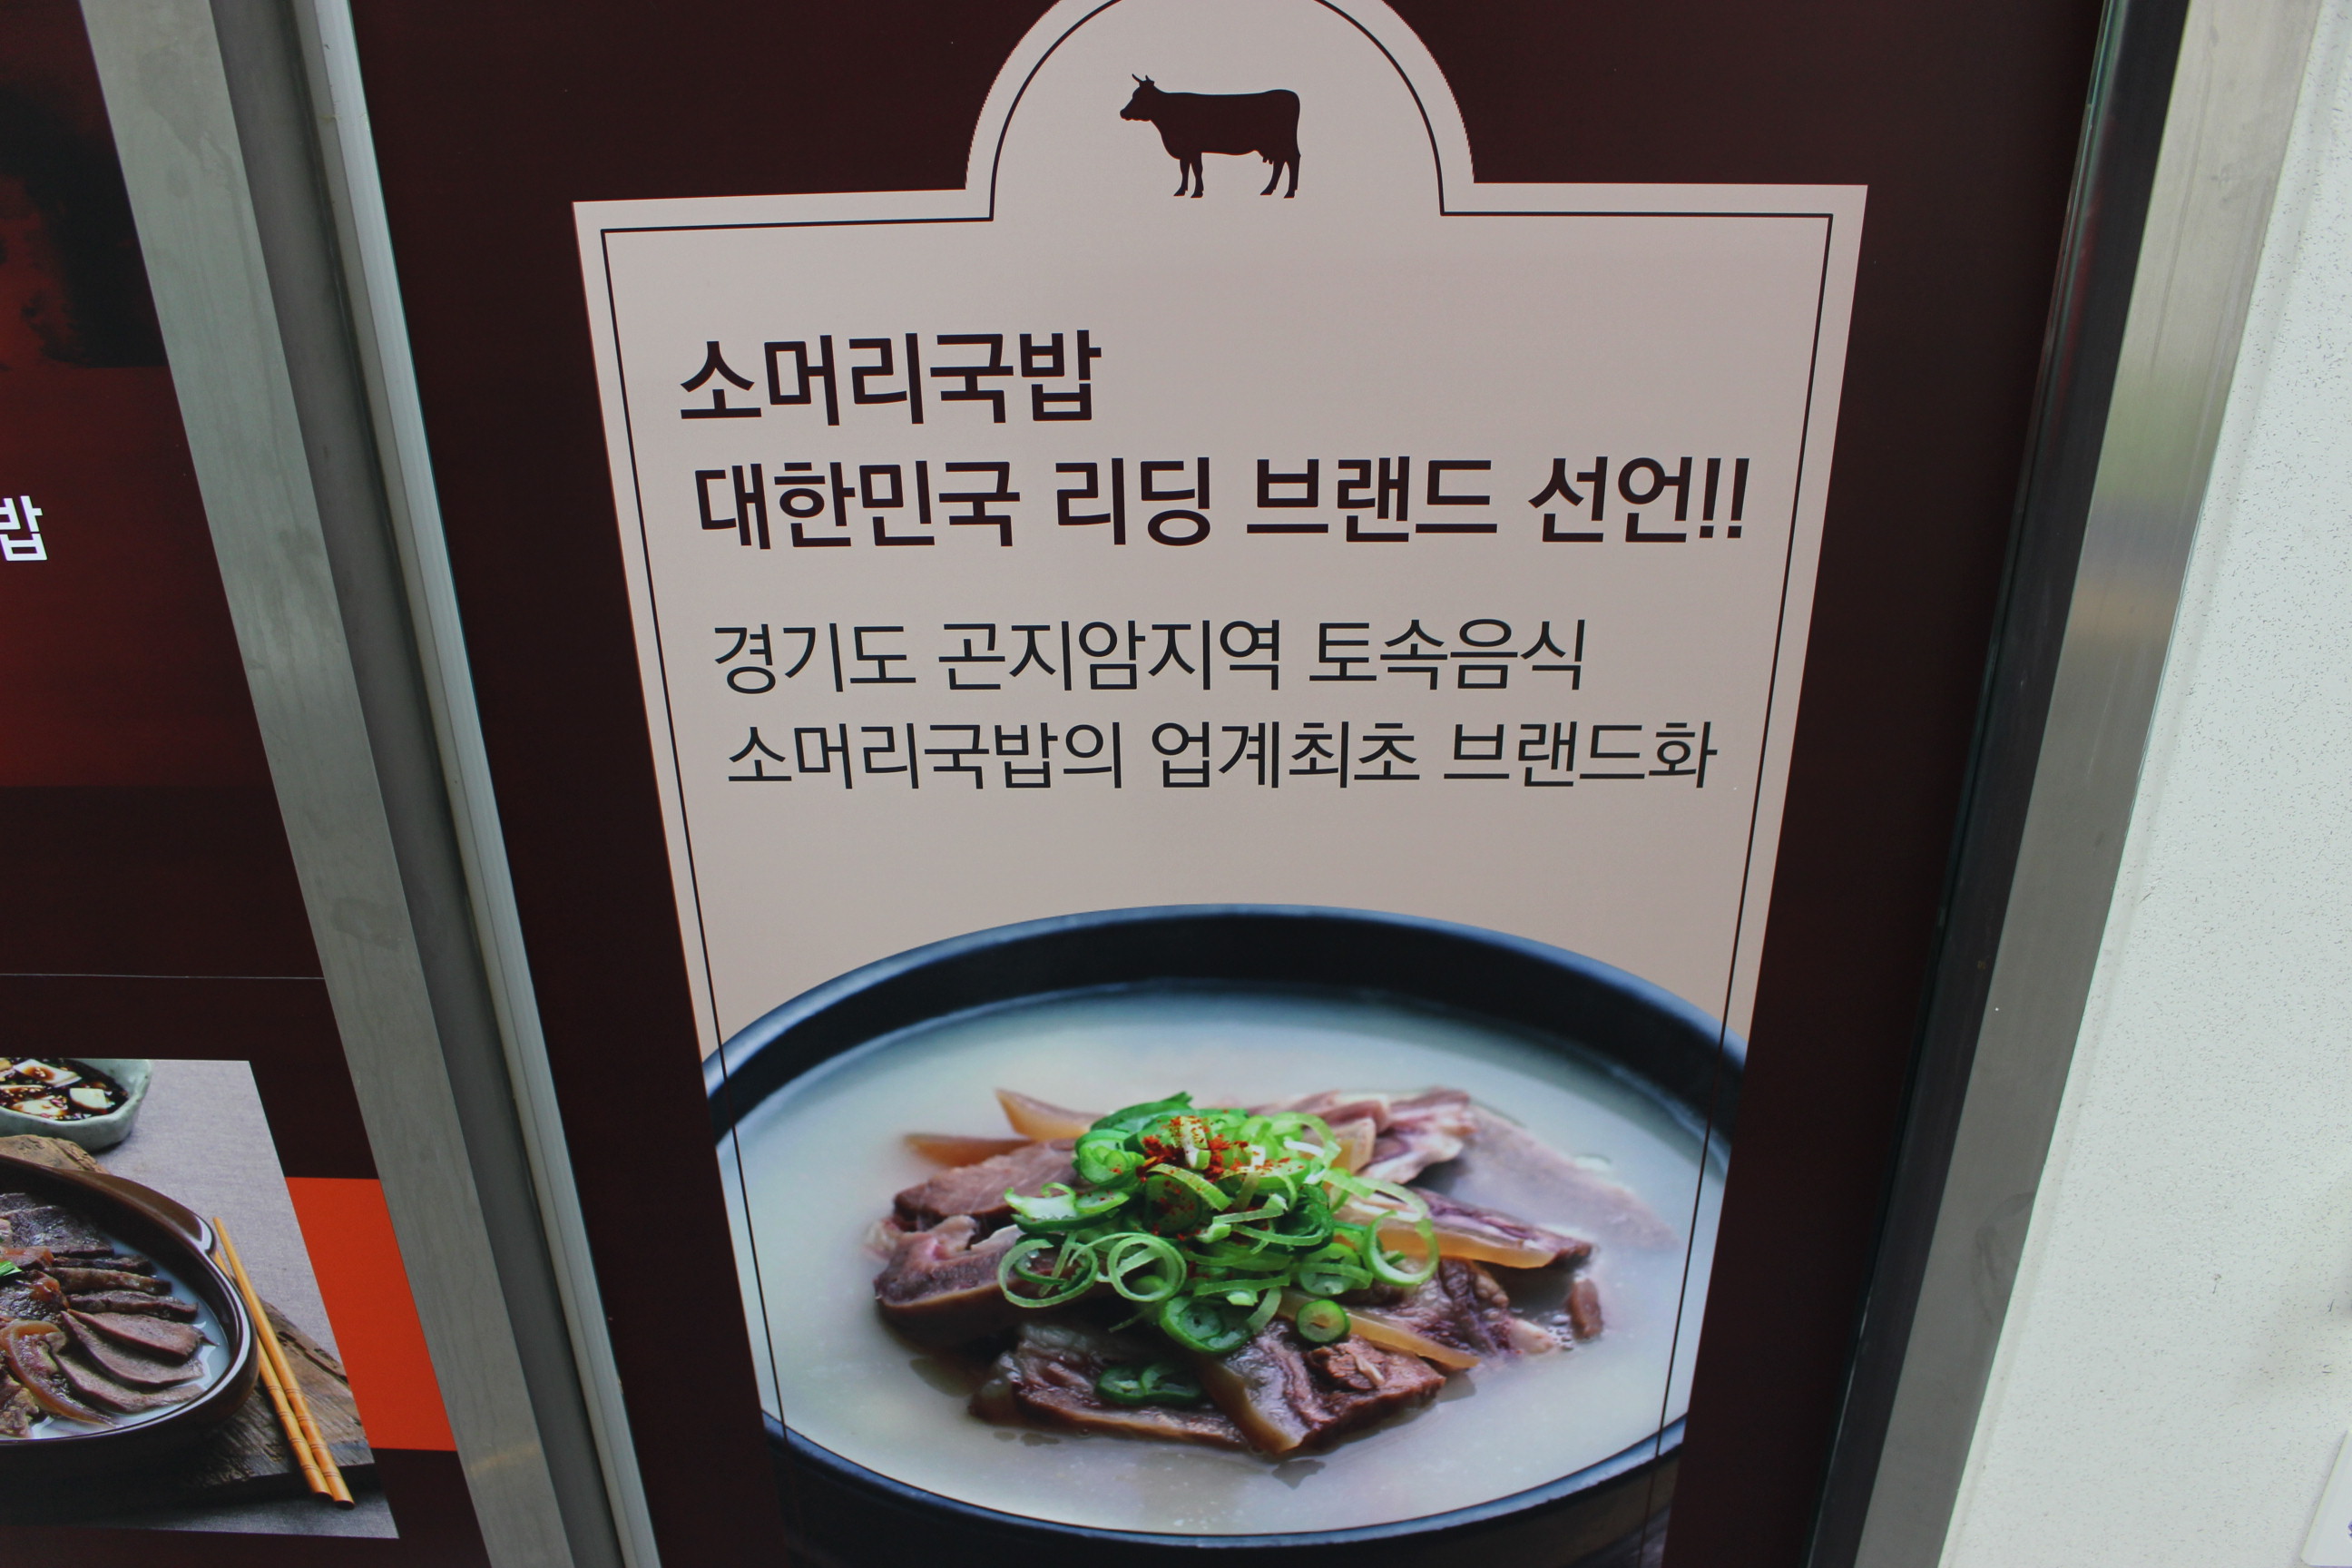 소머리국밥
대한민국 리딩 브랜드 선언!!
경기도 곤지암지역 토속음식
소머리국밥의 업계최초 브랜드화
밥